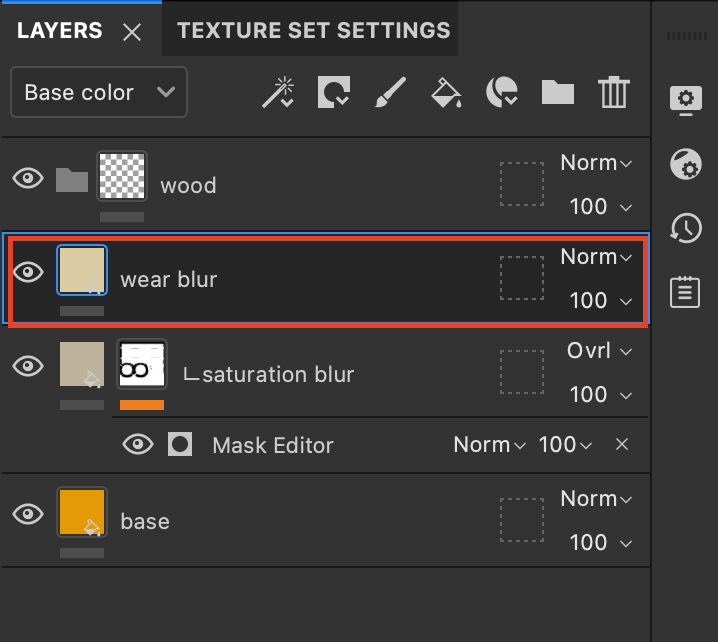 LAYERS
TEXTURE SET SETTINGS
Base color
wood
Norm
100
wear blur
Norm
100
saturation blur
Ovrl
100
Mask Editor
Norm
100
base
Norm
100